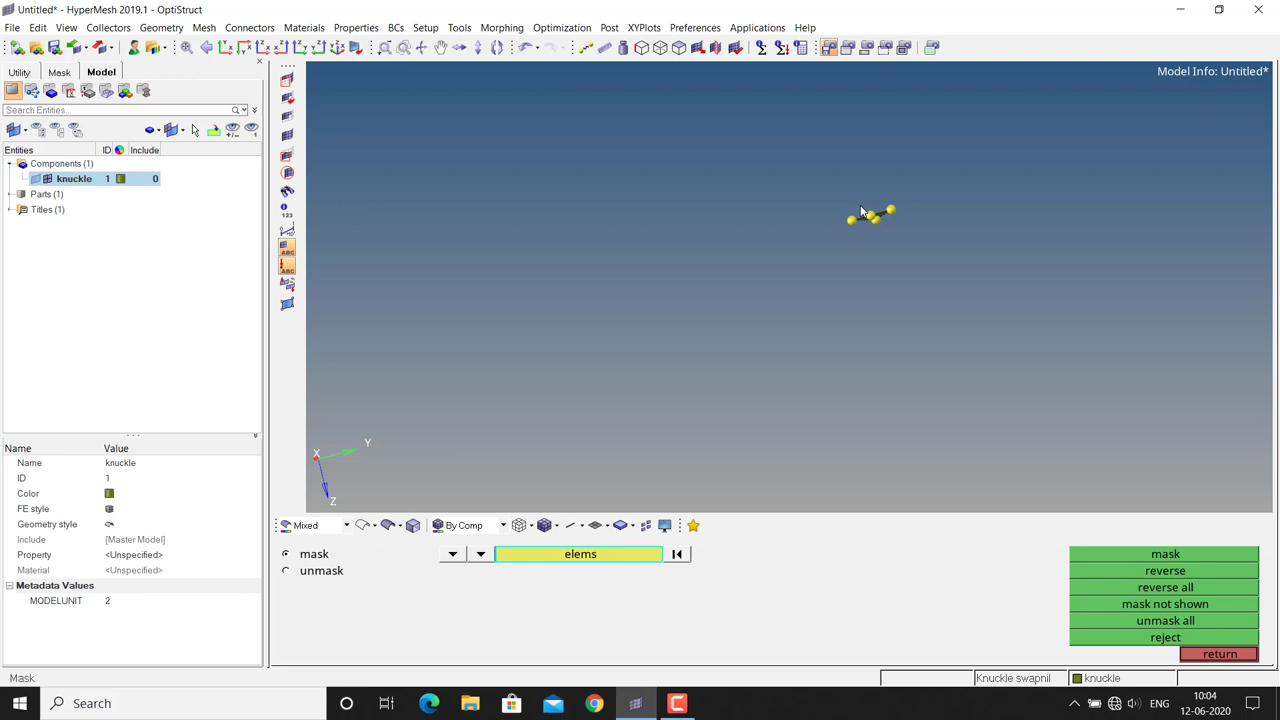 Untitled* - HyperMesh 2019.1 - OptiStruct
File Edit View Collectors Geometry Mesh Connectors Materials Properties BCs Setup Tools Morphing Optimization Post XYPlots Preferences Applications Help
Utility Mask Model
Search Entities...
Entities ID Include
Components (1)
knuckle 1 0
Parts (1)
Titles (1)
Name Value
Name knuckle
ID 1
Color
FE style
Geometry style
Include [Master Model]
Property <Unspecified>
Material <Unspecified>
Metadata Values
MODELUNIT 2
Model Info: Untitled*
123
ABC
ABC
X Y
Z
Mixed By Comp
mask elems
unmask
mask
reverse
reverse all
mask not shown
unmask all
reject
return
Mask Knuckle swapnil knuckle
Search
ENG
10:04
12-06-2020